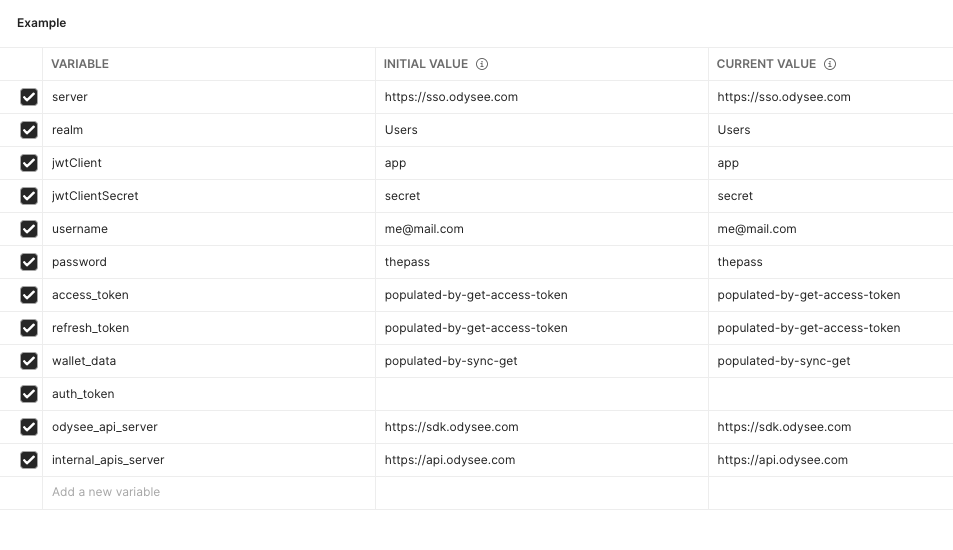 Example
VARIABLE INITIAL VALUE CURRENT VALUE
server https://sso.odysee.com https://sso.odysee.com
realm Users Users
jwtClient app app
jwtClientSecret secret secret
username me@mail.com me@mail.com
password thepass thepass
access_token populated-by-get-access-token populated-by-get-access-token
refresh_token populated-by-get-access-token populated-by-get-access-token
wallet_data populated-by-sync-get populated-by-sync-get
auth_token
odysee_api_server https://sdk.odysee.com https://sdk.odysee.com
internal_apis_server https://api.odysee.com https://api.odysee.com
Add a new variable